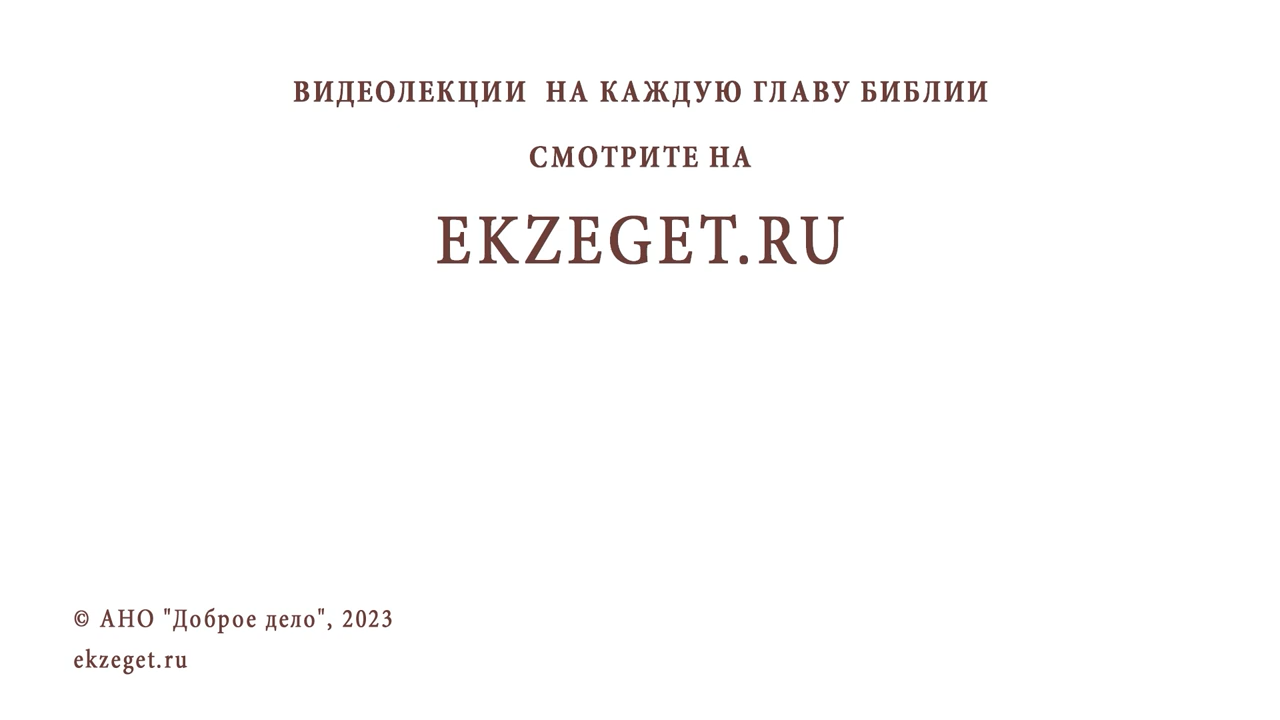 ВИДЕОЛЕКЦИИ НА КАЖДУЮ ГЛАВУ БИБЛИИ
СМОТРИТЕ НА
EKZEGET.RU
© АНО "Доброе дело", 2023
ekzeget.ru